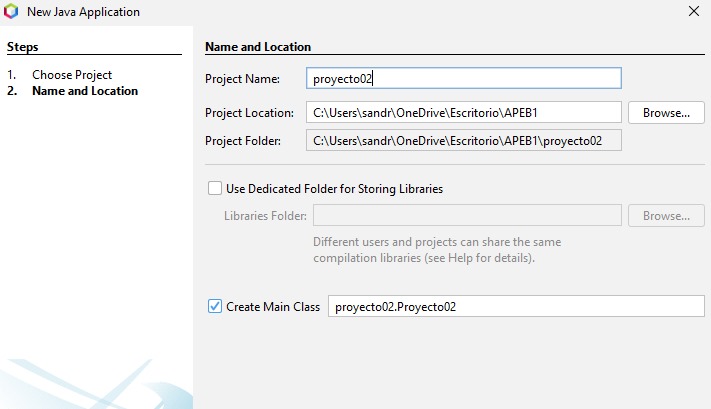 New Java Application
Steps
1. Choose Project
2. Name and Location
Name and Location
Project Name: proyecto02
Project Location: C:\Users\sandr\OneDrive\Escritorio\APEB1 Browse...
Project Folder: C:\Users\sandr\OneDrive\Escritorio\APEB1\proyecto02
Use Dedicated Folder for Storing Libraries
Libraries Folder: Browse...
Different users and projects can share the same
compilation libraries (see Help for details).
Create Main Class proyecto02.Proyecto02